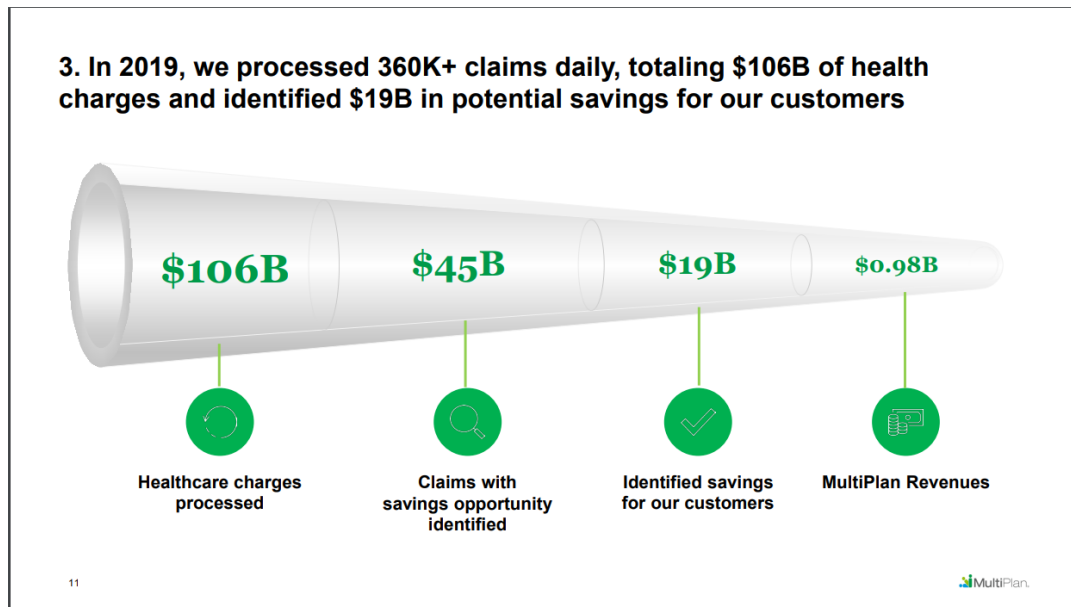 3. In 2019, we processed 360K+ claims daily, totaling $106B of health
charges and identified $19B in potential savings for our customers
$106B
$45B
$19B
$0.98B
Healthcare charges
processed
Claims with
savings opportunity
identified
Identified savings
for our customers
MultiPlan Revenues
11
MultiPlan.